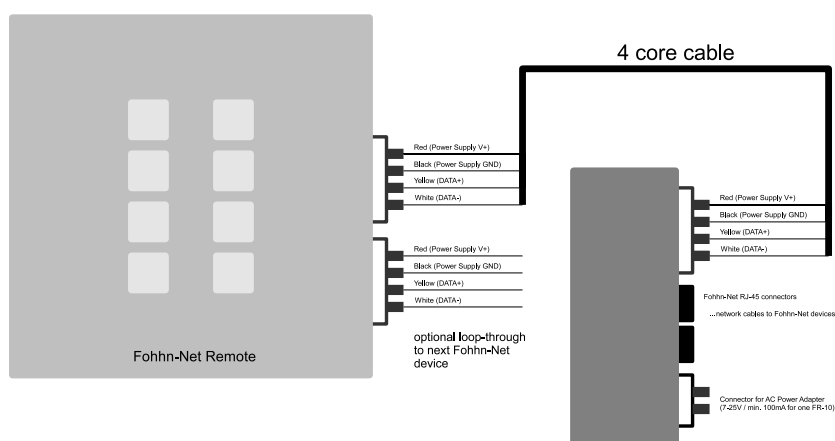 4 core cable
Red (Power Supply V+)
Black (Power Supply GND)
Yellow (DATA+)
White (DATA-)
Red (Power Supply V+)
Black (Power Supply GND)
Yellow (DATA+)
White (DATA-)
Red (Power Supply V+)
Black (Power Supply GND)
Yellow (DATA+)
White (DATA-)
Fohhn-Net RJ-45 connectors
...network cables to Fohhn-Net devices
optional loop-through
to next Fohhn-Net
device
Fohhn-Net Remote
Connector for AC Power Adapter
(7-25V / min. 100mA for one FR-10)